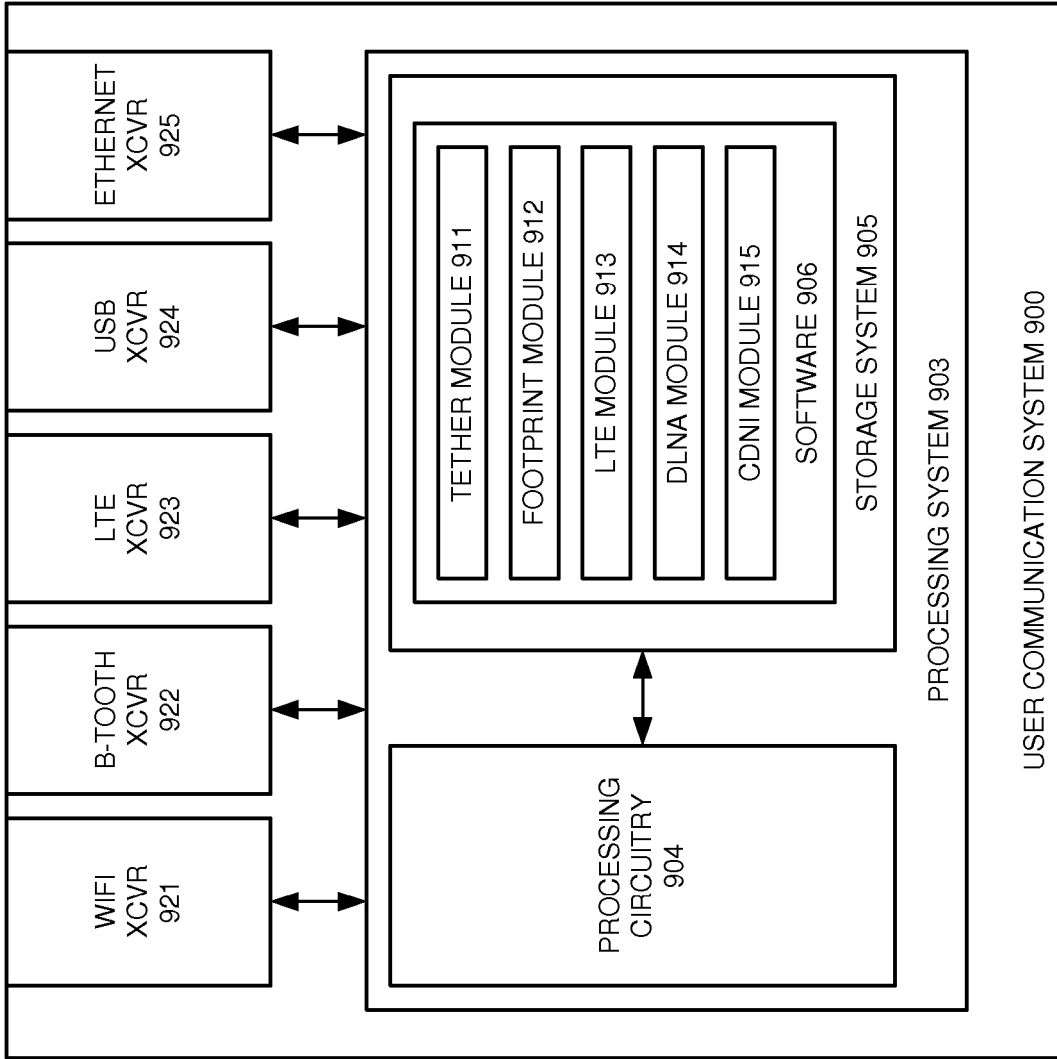 WIFI
XCVR
921
B-TOOTH
XCVR
922
LTE
XCVR
923
USB
XCVR
924
ETHERNET
XCVR
925
PROCESSING
CIRCUITRY
904
TETHER MODULE 911
FOOTPRINT MODULE 912
LTE MODULE 913
DLNA MODULE 914
CDNI MODULE 915
SOFTWARE 906
STORAGE SYSTEM 905
PROCESSING SYSTEM 903
USER COMMUNICATION SYSTEM 900